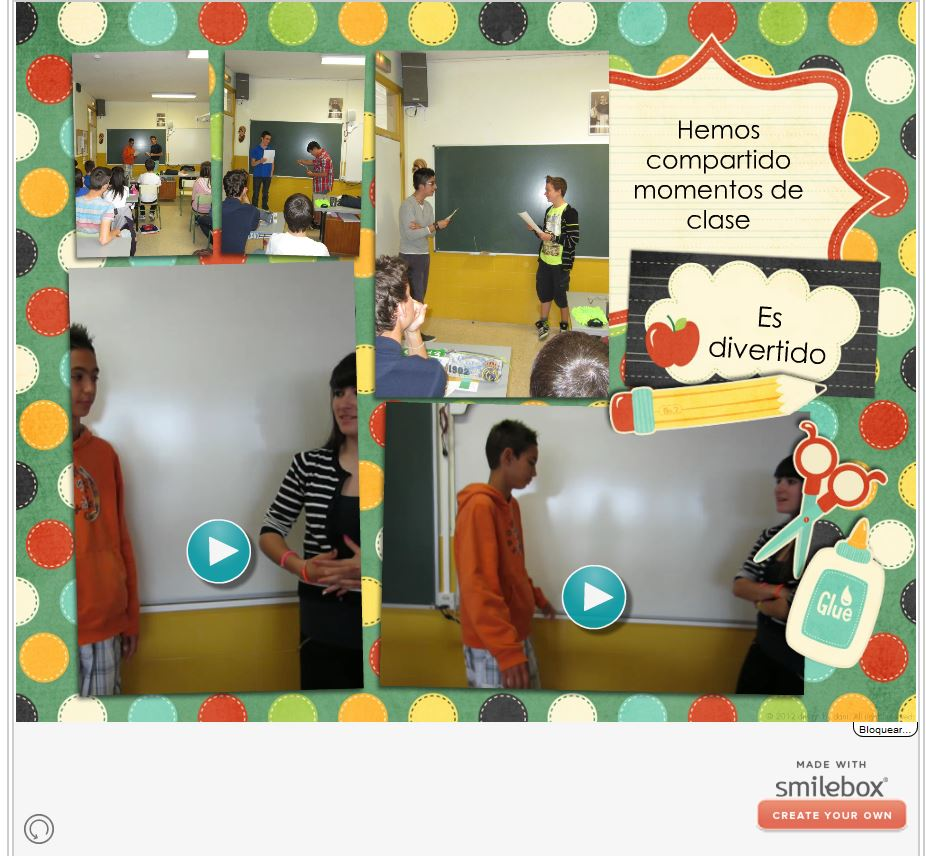 Hemos
compartido
momentos de
clase
Es
divertido
Glue
Bloquear...
MADE WITH
smilebox®
CREATE YOUR OWN